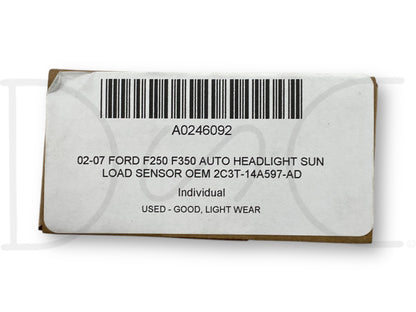 A0246092
02-07 FORD F250 F350 AUTO HEADLIGHT SUN
LOAD SENSOR OEM 2C3T-14A597-AD
Individual
USED - GOOD, LIGHT WEAR